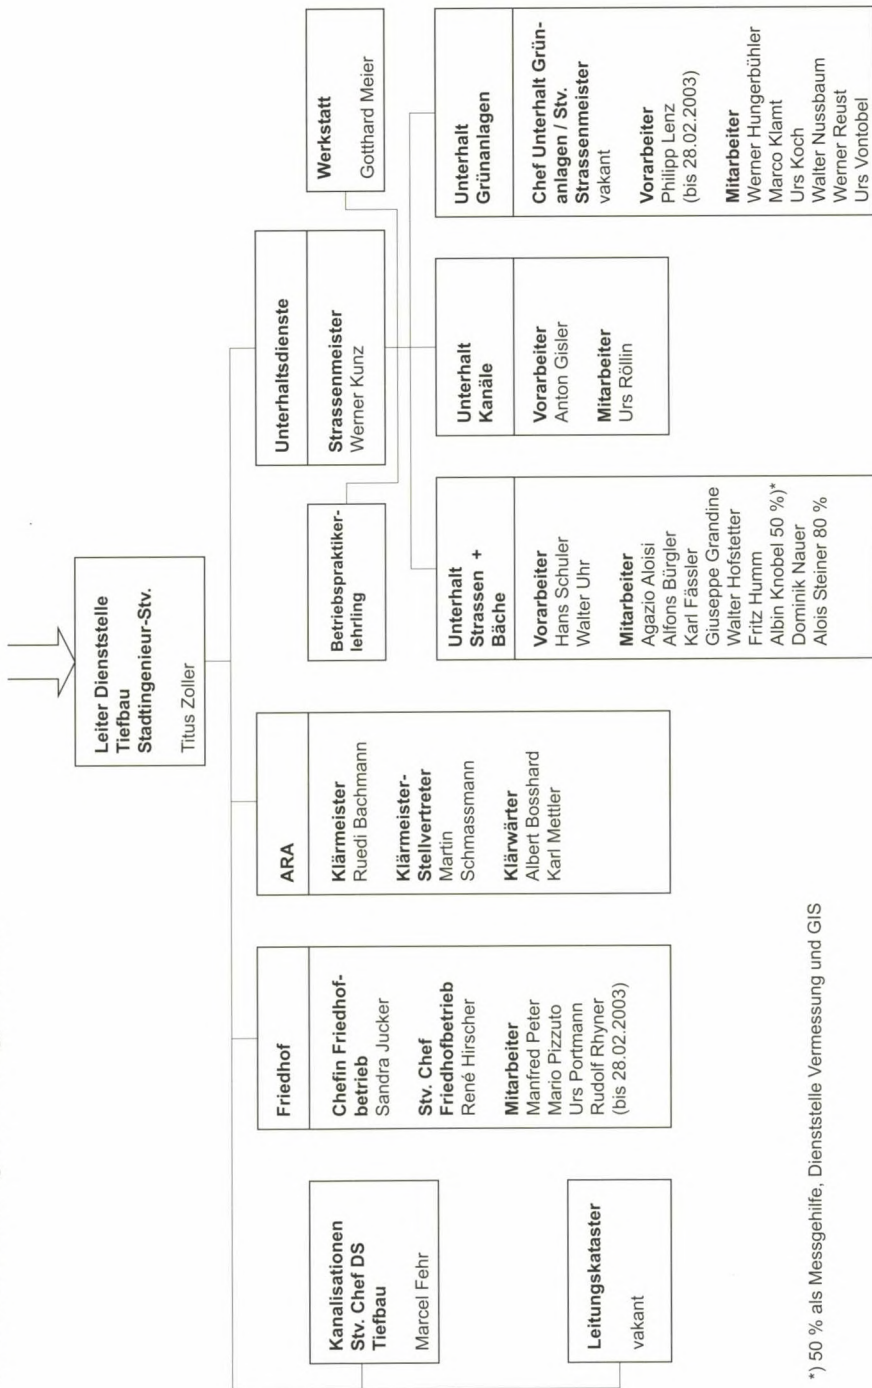 Leiter Dienststelle
Tiefbau
Stadtingenieur-Stv.
Titus Zoller
Kanalisationen
Stv. Chef DS
Tiefbau
Marcel Fehr
Leitungskataster
vakant
Friedhof
Chefin Friedhof-
betrieb
Sandra Jucker
Stv. Chef
Friedhofbetrieb
René Hirscher
Mitarbeiter
Manfred Peter
Mario Pizzuto
Urs Portmann
Rudolf Rhyner
(bis 28.02.2003)
ARA
Klärmeister
Ruedi Bachmann
Klärmeister-
Stellvertreter
Martin
Schmassmann
Klärwärter
Albert Bosshard
Karl Mettler
Unterhaltsdienste
Strassenmeister
Werner Kunz
Betriebspraktiker-
lehrling
Werkstatt
Gotthard Meier
Unterhalt
Strassen +
Bäche
Vorarbeiter
Hans Schuler
Walter Uhr
Mitarbeiter
Agazio Aloisi
Alfons Bürgler
Karl Fässler
Giuseppe Grandine
Walter Hofstetter
Fritz Humm
Albin Knobel 50 %)*
Dominik Nauer
Alois Steiner 80 %
Unterhalt
Kanäle
Vorarbeiter
Anton Gisler
Mitarbeiter
Urs Röllin
Unterhalt
Grünanlagen
Chef Unterhalt Grün-
anlagen / Stv.
Strassenmeister
vakant
Vorarbeiter
Philipp Lenz
(bis 28.02.2003)
Mitarbeiter
Werner Hungerbühler
Marco Klamt
Urs Koch
Walter Nussbaum
Werner Reust
Urs Vontobel
*) 50 % als Messgehilfe, Dienststelle Vermessung und GIS